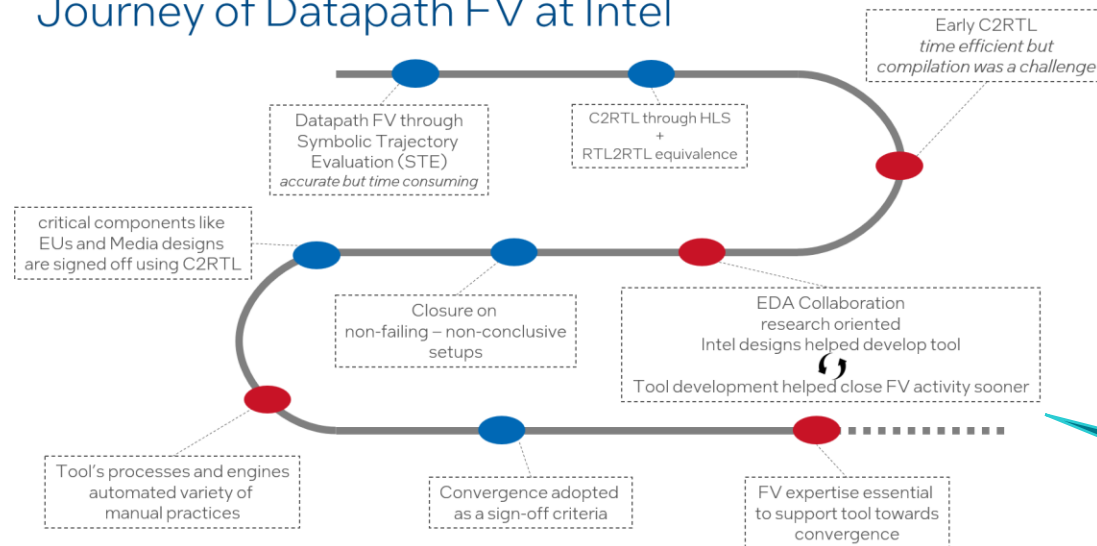 Journey of Datapath FV at Intel
Datapath FV through
Symbolic Trajectory
Evaluation (STE)
accurate but time consuming
C2RTL through HLS
+
RTL2RTL equivalence
Early C2RTL
time efficient but
compilation was a challenge
EDA Collaboration
research oriented
Intel designs helped develop tool
Tool development helped close FV activity sooner
Closure on
non-failing – non-conclusive
setups
critical components like
EUs and Media designs
are signed off using C2RTL
Tool's processes and engines
automated variety of
manual practices
Convergence adopted
as a sign-off criteria
FV expertise essential
to support tool towards
convergence